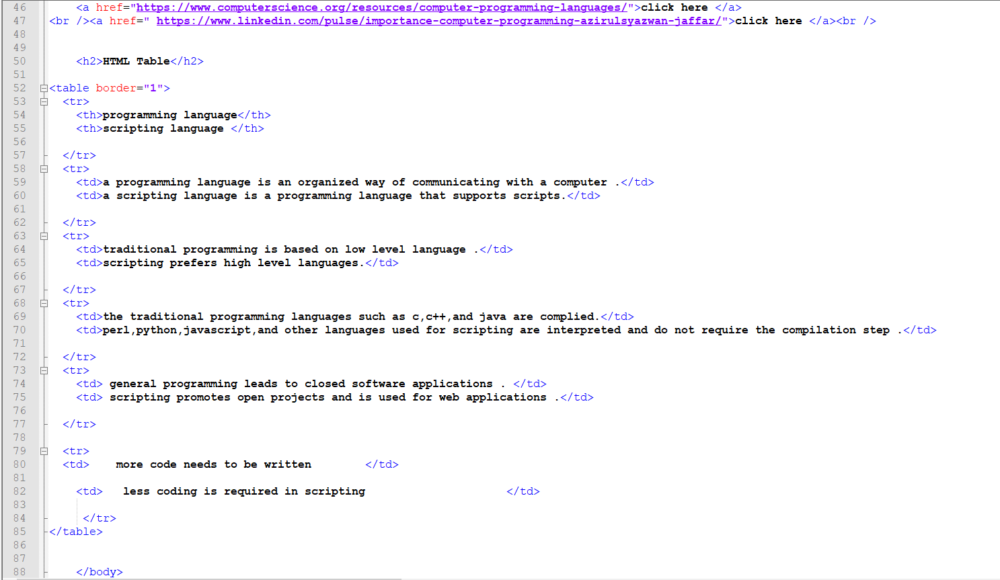 46 <a href="https://www.computerscience.org/resources/computer-programming-languages/">click here </a>
47 <br /><a href=" https://www.linkedin.com/pulse/importance-computer-programming-azirulsyazwan-jaffar/">click here </a><br />
48
49
50 <h2>HTML Table</h2>
51
52 <table border="1">
53 <tr>
54 <th>programming language</th>
55 <th>scripting language </th>
56
57 </tr>
58 <tr>
59 <td>a programming language is an organized way of communicating with a computer .</td>
60 <td>a scripting language is a programming language that supports scripts.</td>
61
62 </tr>
63 <tr>
64 <td>traditional programming is based on low level language .</td>
65 <td>scripting prefers high level languages.</td>
66
67 </tr>
68 <tr>
69 <td>the traditional programming languages such as c,c++,and java are complied.</td>
70 <td>perl,python,javascript,and other languages used for scripting are interpreted and do not require the compilation step .</td>
71
72 </tr>
73 <tr>
74 <td> general programming leads to closed software applications . </td>
75 <td> scripting promotes open projects and is used for web applications .</td>
76
77 </tr>
78
79 <tr>
80 <td>    more code needs to be written        </td>
81
82 <td>   less coding is required in scripting                     </td>
83
84 </tr>
85 </table>
86
87
88 </body>